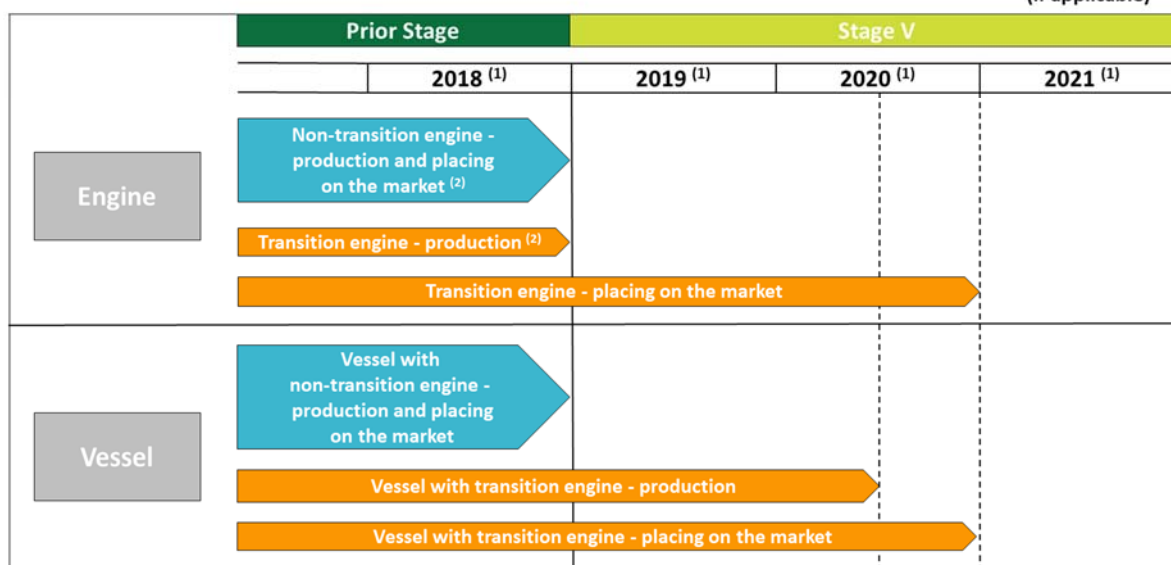 Prior Stage
Stage V
2018 (1)
2019 (1)
2020 (1)
2021 (1)
Engine
Non-transition engine -
production and placing
on the market (2)
Transition engine - production (2)
Transition engine - placing on the market
Vessel
Vessel with
non-transition engine -
production and placing
on the market
Vessel with transition engine - production
Vessel with transition engine - placing on the market